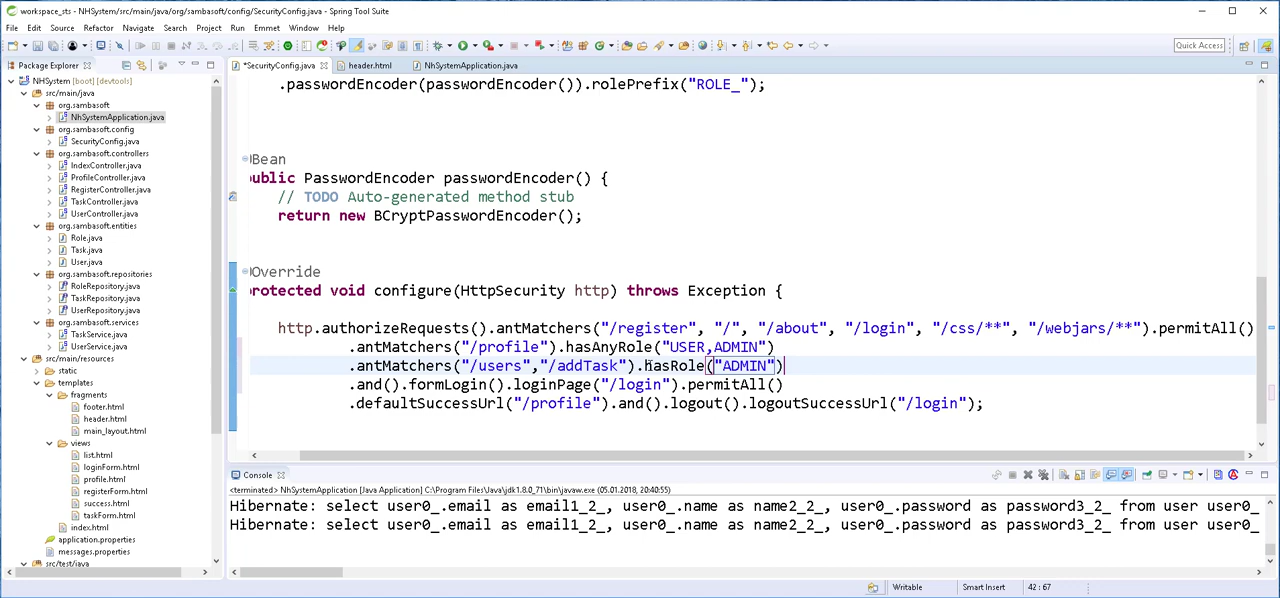 workspace_sts - NHSystem/src/main/java/org/sambasoft/config/SecurityConfig.java - Spring Tool Suite
File Edit Source Refactor Navigate Search Project Run Emmet Window Help
Quick Access
Package Explorer
*SecurityConfig.java header.html NhSystemApplication.java
NHSystem [boot] [devtools]
src/main/java
org.sambasoft
NhSystemApplication.java
org.sambasoft.config
SecurityConfig.java
org.sambasoft.controllers
IndexController.java
ProfileController.java
RegisterController.java
TaskController.java
UserController.java
org.sambasoft.entities
Role.java
Task.java
User.java
org.sambasoft.repositories
RoleRepository.java
TaskRepository.java
UserRepository.java
org.sambasoft.services
TaskService.java
UserService.java
src/main/resources
static
templates
fragments
footer.html
header.html
main_layout.html
views
list.html
loginForm.html
profile.html
registerForm.html
success.html
taskForm.html
index.html
application.properties
messages.properties
src/test/java
.passwordEncoder(passwordEncoder()).rolePrefix("ROLE_");
Bean
public PasswordEncoder passwordEncoder() {
// TODO Auto-generated method stub
return new BCryptPasswordEncoder();
Override
protected void configure(HttpSecurity http) throws Exception {
http.authorizeRequests().antMatchers("/register", "/", "/about", "/login", "/css/**", "/webjars/**").permitAll()
.antMatchers("/profile").hasAnyRole("USER,ADMIN")
.antMatchers("/users","/addTask").hasRole("ADMIN")
.and().formLogin().loginPage("/login").permitAll()
.defaultSuccessUrl("/profile").and().logout().logoutSuccessUrl("/login");
Console
<terminated> NhSystemApplication [Java Application] C:\Program Files\Java\jdk1.8.0_71\bin\javaw.exe (05.01.2018, 20:40:55)
Hibernate: select user0_.email as email1_2_, user0_.name as name2_2_, user0_.password as password3_2_ from user user0_
Hibernate: select user0_.email as email1_2_, user0_.name as name2_2_, user0_.password as password3_2_ from user user0_
Writable Smart Insert 42 : 67